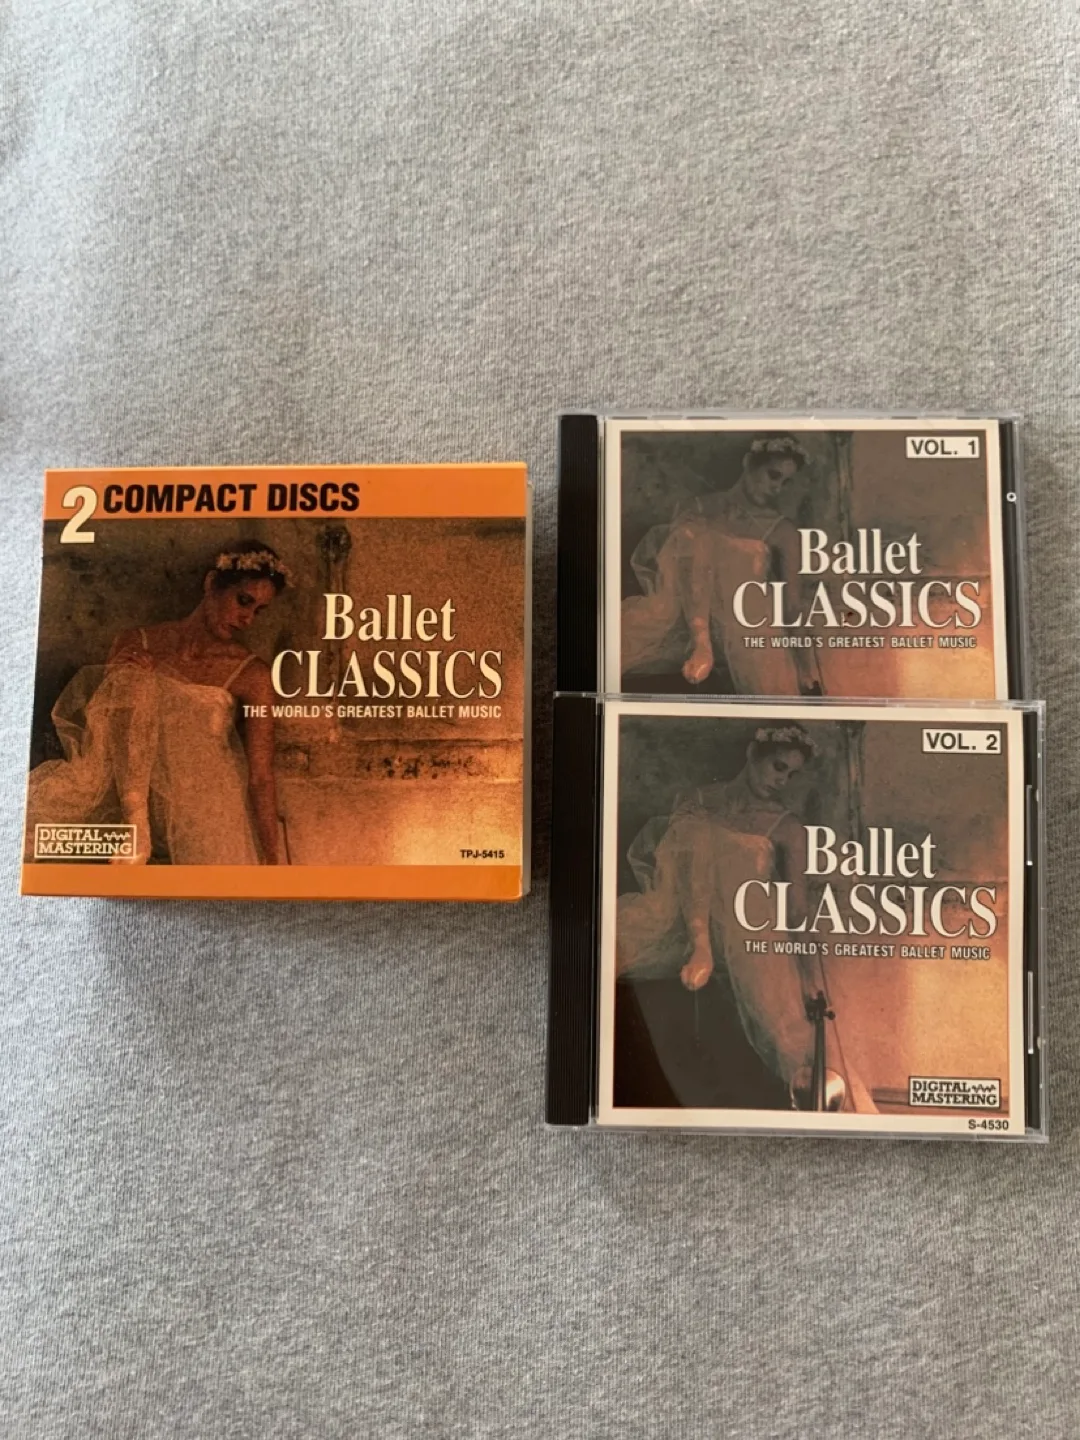 2 COMPACT DISCS
Ballet
CLASSICS
THE WORLD'S GREATEST BALLET MUSIC
DIGITAL
MASTERING
TPJ-5415
VOL. 1
Ballet
CLASSICS
THE WORLD'S GREATEST BALLET MUSIC
VOL. 2
Ballet
CLASSICS
THE WORLD'S GREATEST BALLET MUSIC
DIGITAL
MASTERING
S-4530